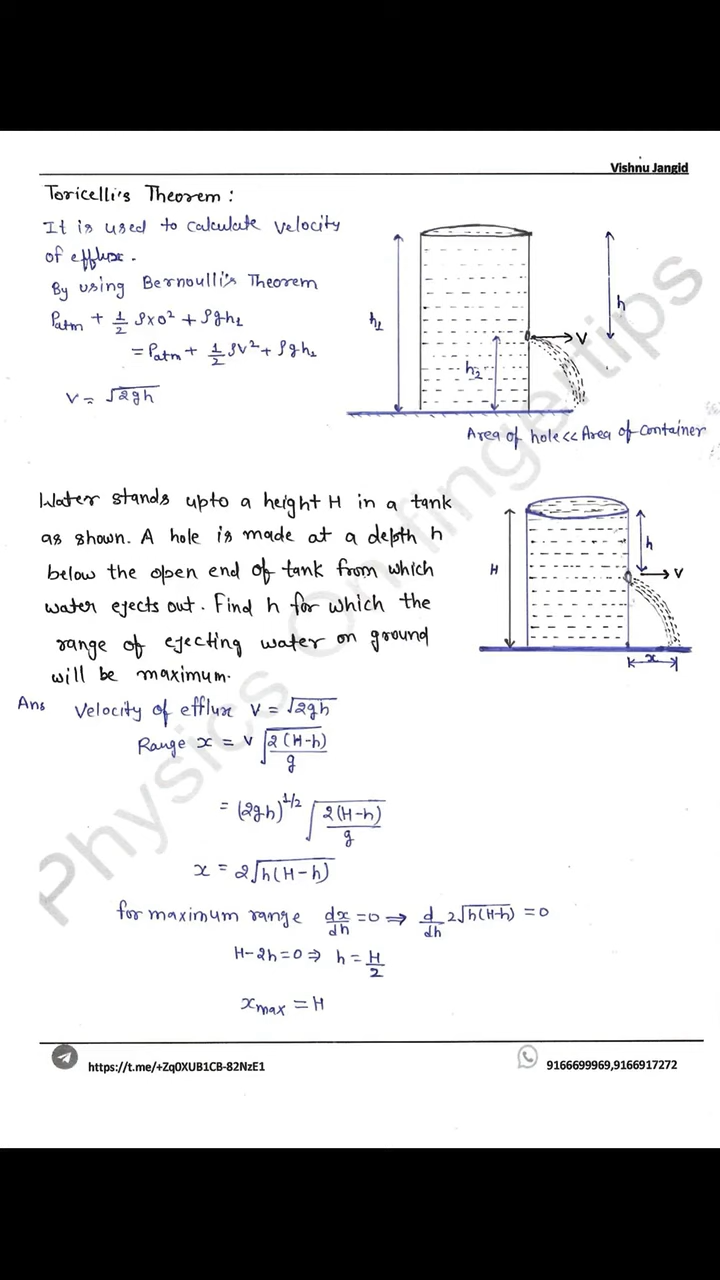 Vishnu Jangid
Toricelli's Theorem :
It is used to calculate velocity
of efflux.
By using Bernoulli's Theorem
Patm + 1/2 ρ×0² + ρgh₁
= Patm + 1/2 ρV² + ρgh₂
V = √2gh
h₁
h₂
h
V
Area of hole << Area of container
Water stands upto a height H in a tank
as shown. A hole is made at a depth h
below the open end of tank from which
water ejects out. Find h for which the
range of ejecting water on ground
will be maximum.
H
h
V
x
Ans Velocity of efflux V = √2gh
Range x = V √2(H-h)/g
= (2gh)^1/2 √2(H-h)/g
x = 2√h(H-h)
for maximum range dx/dh = 0 ⇒ d/dh 2√h(H-h) = 0
H-2h=0 ⇒ h = H/2
xmax = H
Physics On fingertips
https://t.me/+Zq0XUB1CB-82NzE1
9166699969,9166917272